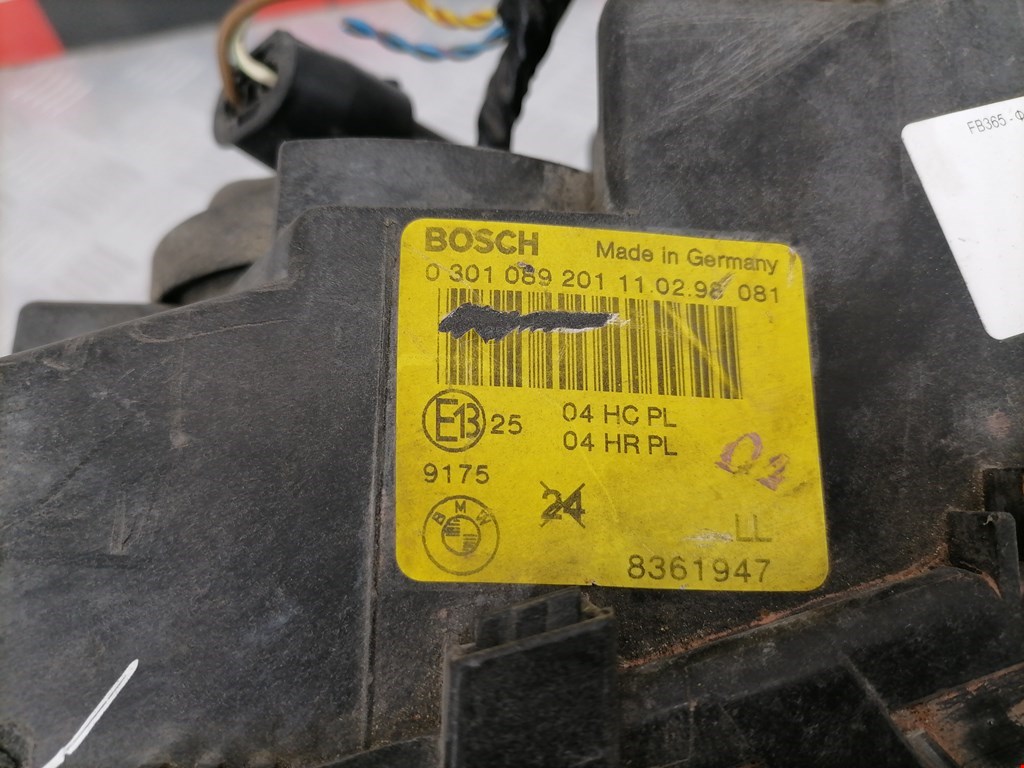 FB365 -
BOSCH Made in Germany
0 301 089 201 11.02.98 081
E13 25 04 HC PL
04 HR PL
9175
BMW 24
LL
8361947